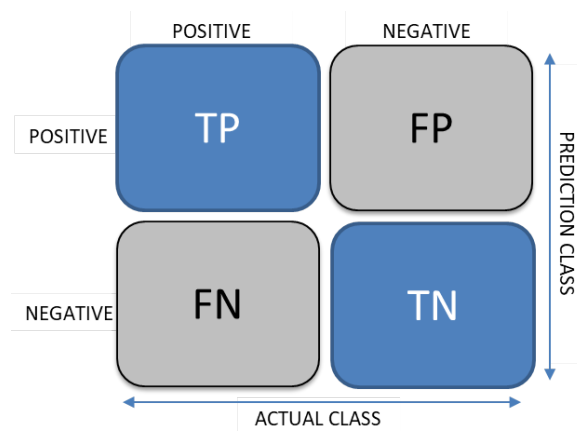 POSITIVE NEGATIVE
POSITIVE TP FP
NEGATIVE FN TN
PREDICTION CLASS
ACTUAL CLASS